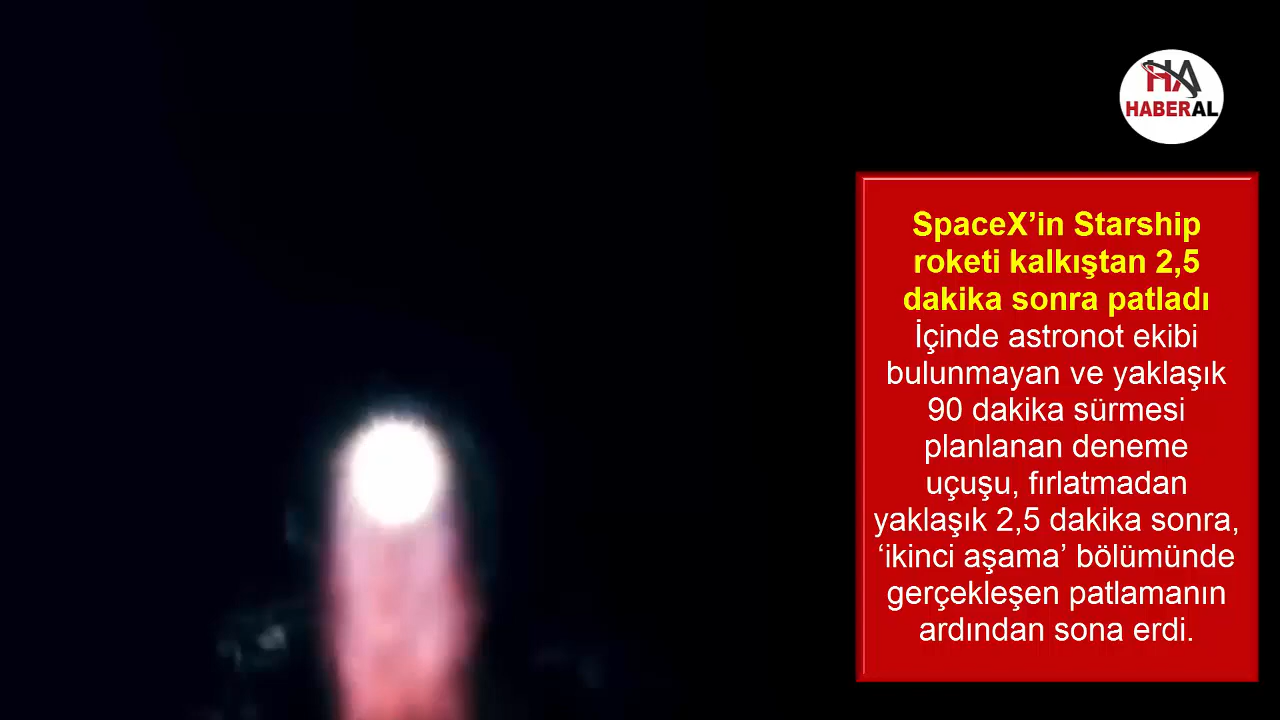 HA
HABERAL
SpaceX’in Starship
roketi kalkıştan 2,5
dakika sonra patladı
İçinde astronot ekibi
bulunmayan ve yaklaşık
90 dakika sürmesi
planlanan deneme
uçuşu, fırlatmadan
yaklaşık 2,5 dakika sonra,
‘ikinci aşama’ bölümünde
gerçekleşen patlamanın
ardından sona erdi.